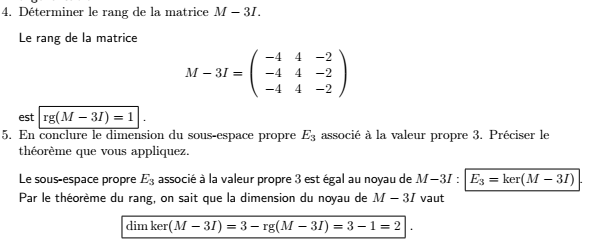 4. Déterminer le rang de la matrice M − 3I.
Le rang de la matrice
M − 3I = ( −4 4 −2
−4 4 −2
−4 4 −2 )
est rg(M − 3I) = 1 .
5. En conclure le dimension du sous-espace propre E₃ associé à la valeur propre 3. Préciser le
théorème que vous appliquez.
Le sous-espace propre E₃ associé à la valeur propre 3 est égal au noyau de M−3I : E₃ = ker(M − 3I) .
Par le théorème du rang, on sait que la dimension du noyau de M − 3I vaut
dim ker(M − 3I) = 3 − rg(M − 3I) = 3 − 1 = 2 .